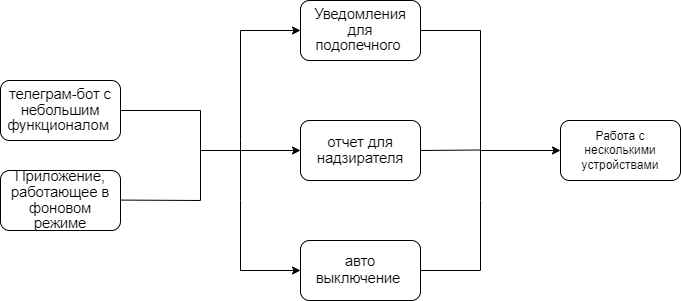 телеграм-бот с
небольшим
функционалом
Приложение,
работающее в
фоновом
режиме
Уведомления
для
подопечного
отчет для
надзирателя
авто
выключение
Работа с
несколькими
устройствами